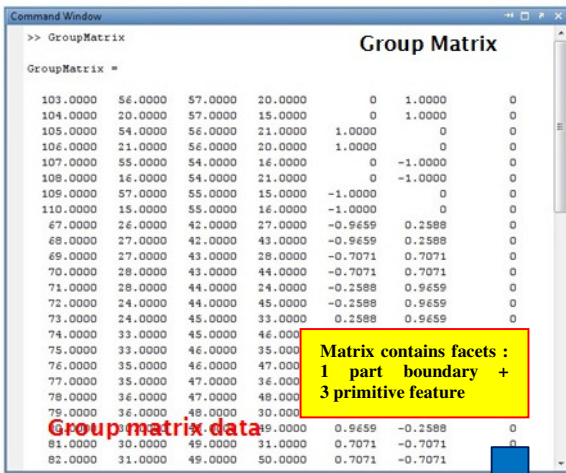 Command Window
>> GroupMatrix
Group Matrix
GroupMatrix =
103.0000 56.0000 57.0000 20.0000 0 1.0000 0
104.0000 20.0000 57.0000 15.0000 0 1.0000 0
105.0000 54.0000 56.0000 21.0000 1.0000 0 0
106.0000 21.0000 56.0000 20.0000 1.0000 0 0
107.0000 55.0000 54.0000 16.0000 0 -1.0000 0
108.0000 16.0000 54.0000 21.0000 0 -1.0000 0
109.0000 57.0000 55.0000 15.0000 -1.0000 0 0
110.0000 15.0000 55.0000 16.0000 -1.0000 0 0
67.0000 26.0000 42.0000 27.0000 -0.9659 0.2588 0
68.0000 27.0000 42.0000 43.0000 -0.9659 0.2588 0
69.0000 27.0000 43.0000 28.0000 -0.7071 0.7071 0
70.0000 28.0000 43.0000 44.0000 -0.7071 0.7071 0
71.0000 28.0000 44.0000 24.0000 -0.2588 0.9659 0
72.0000 24.0000 44.0000 45.0000 -0.2588 0.9659 0
73.0000 24.0000 45.0000 33.0000 0.2588 0.9659 0
74.0000 33.0000 45.0000 46.000
75.0000 33.0000 46.0000 35.000
76.0000 35.0000 46.0000 47.000
77.0000 35.0000 47.0000 36.000
78.0000 36.0000 47.0000 48.000
79.0000 36.0000 48.0000 30.000
Matrix contains facets :
1 part boundary +
3 primitive feature
Group matrix data
49.0000 0.9659 -0.2588 0
81.0000 30.0000 49.0000 31.0000 0.7071 -0.7071 0
82.0000 31.0000 49.0000 50.0000 0.7071 -0.7071